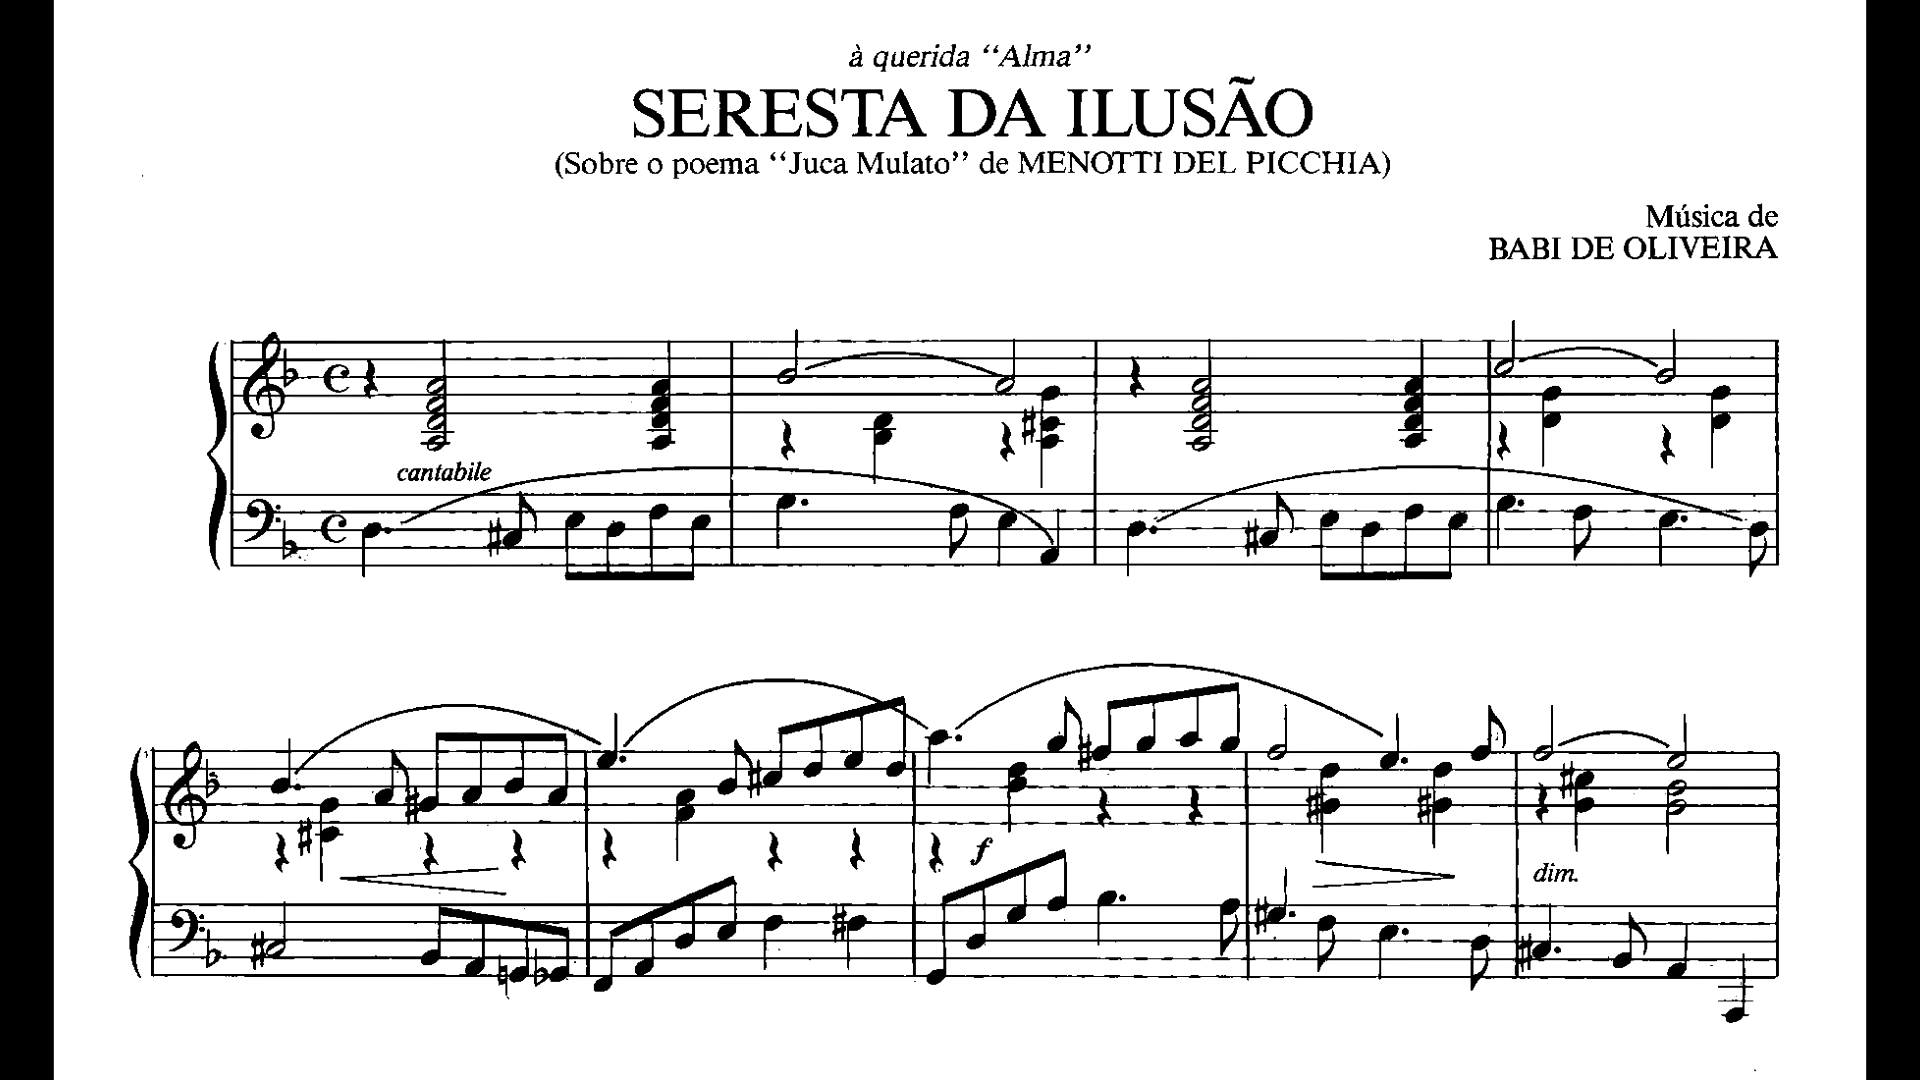 à querida “Alma”
SERESTA DA ILUSÃO
(Sobre o poema “Juca Mulato” de MENOTTI DEL PICCHIA)
Música de
BABI DE OLIVEIRA
cantabile
f
dim.